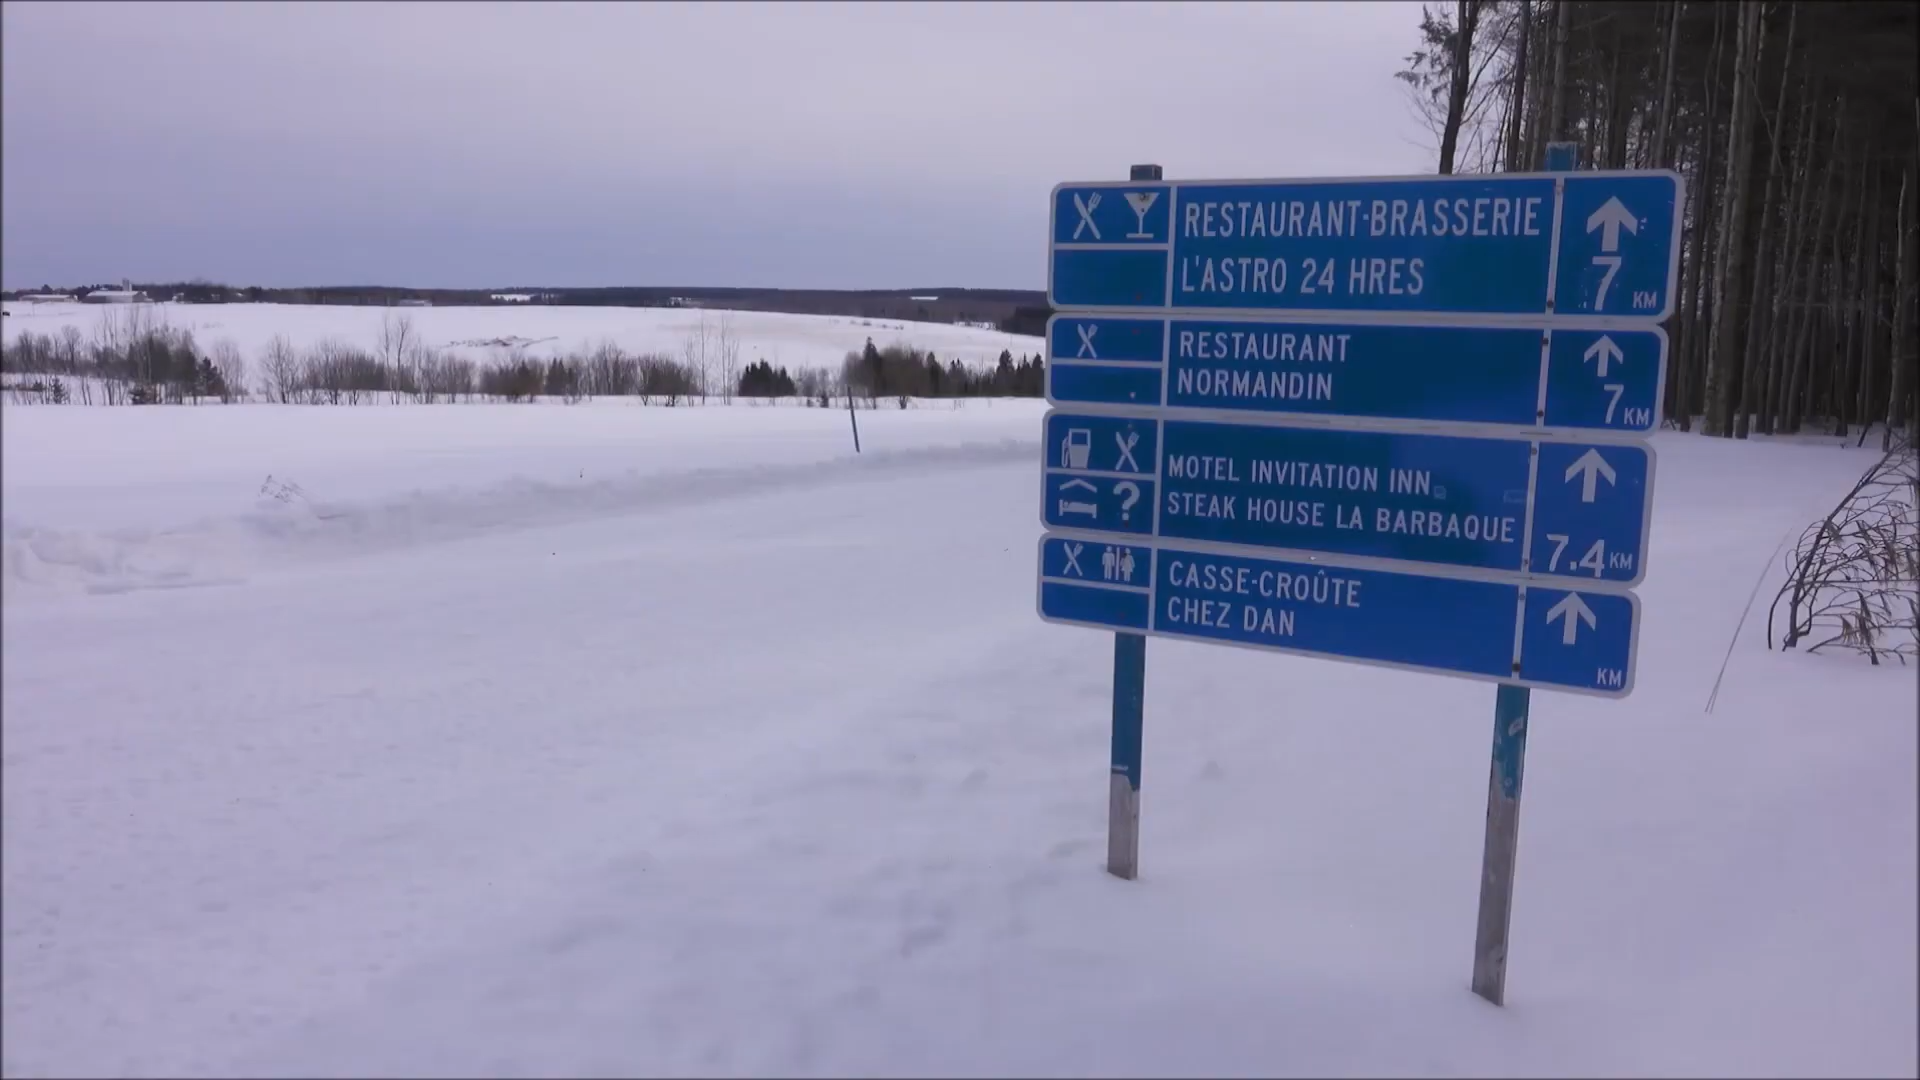 RESTAURANT-BRASSERIE
L'ASTRO 24 HRES
7 KM
RESTAURANT
NORMANDIN
7 KM
?
MOTEL INVITATION INN
STEAK HOUSE LA BARBAQUE
7.4 KM
CASSE-CROÛTE
CHEZ DAN
KM